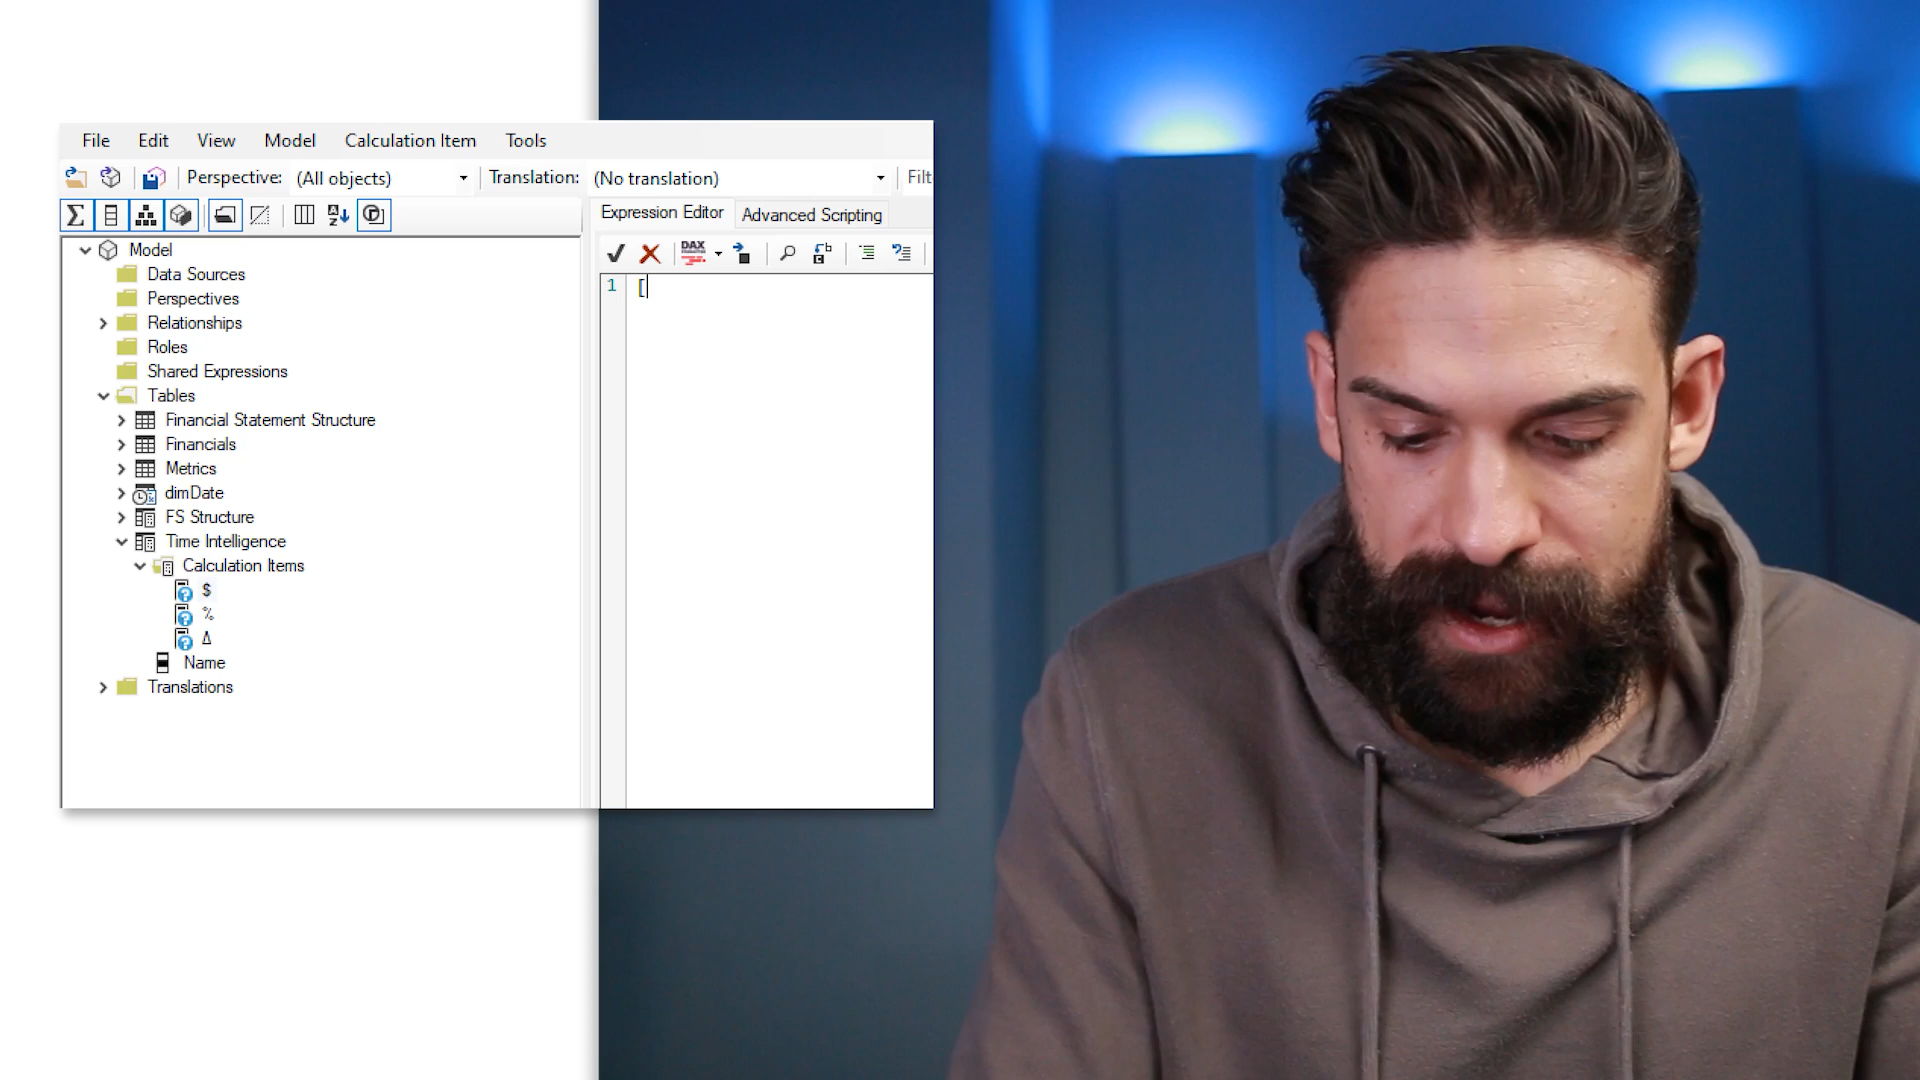 File Edit View Model Calculation Item Tools
Perspective: (All objects) Translation: (No translation) Filt
Expression Editor Advanced Scripting
DAX
1 [
Model
Data Sources
Perspectives
Relationships
Roles
Shared Expressions
Tables
Financial Statement Structure
Financials
Metrics
dimDate
FS Structure
Time Intelligence
Calculation Items
$
%
Δ
Name
Translations